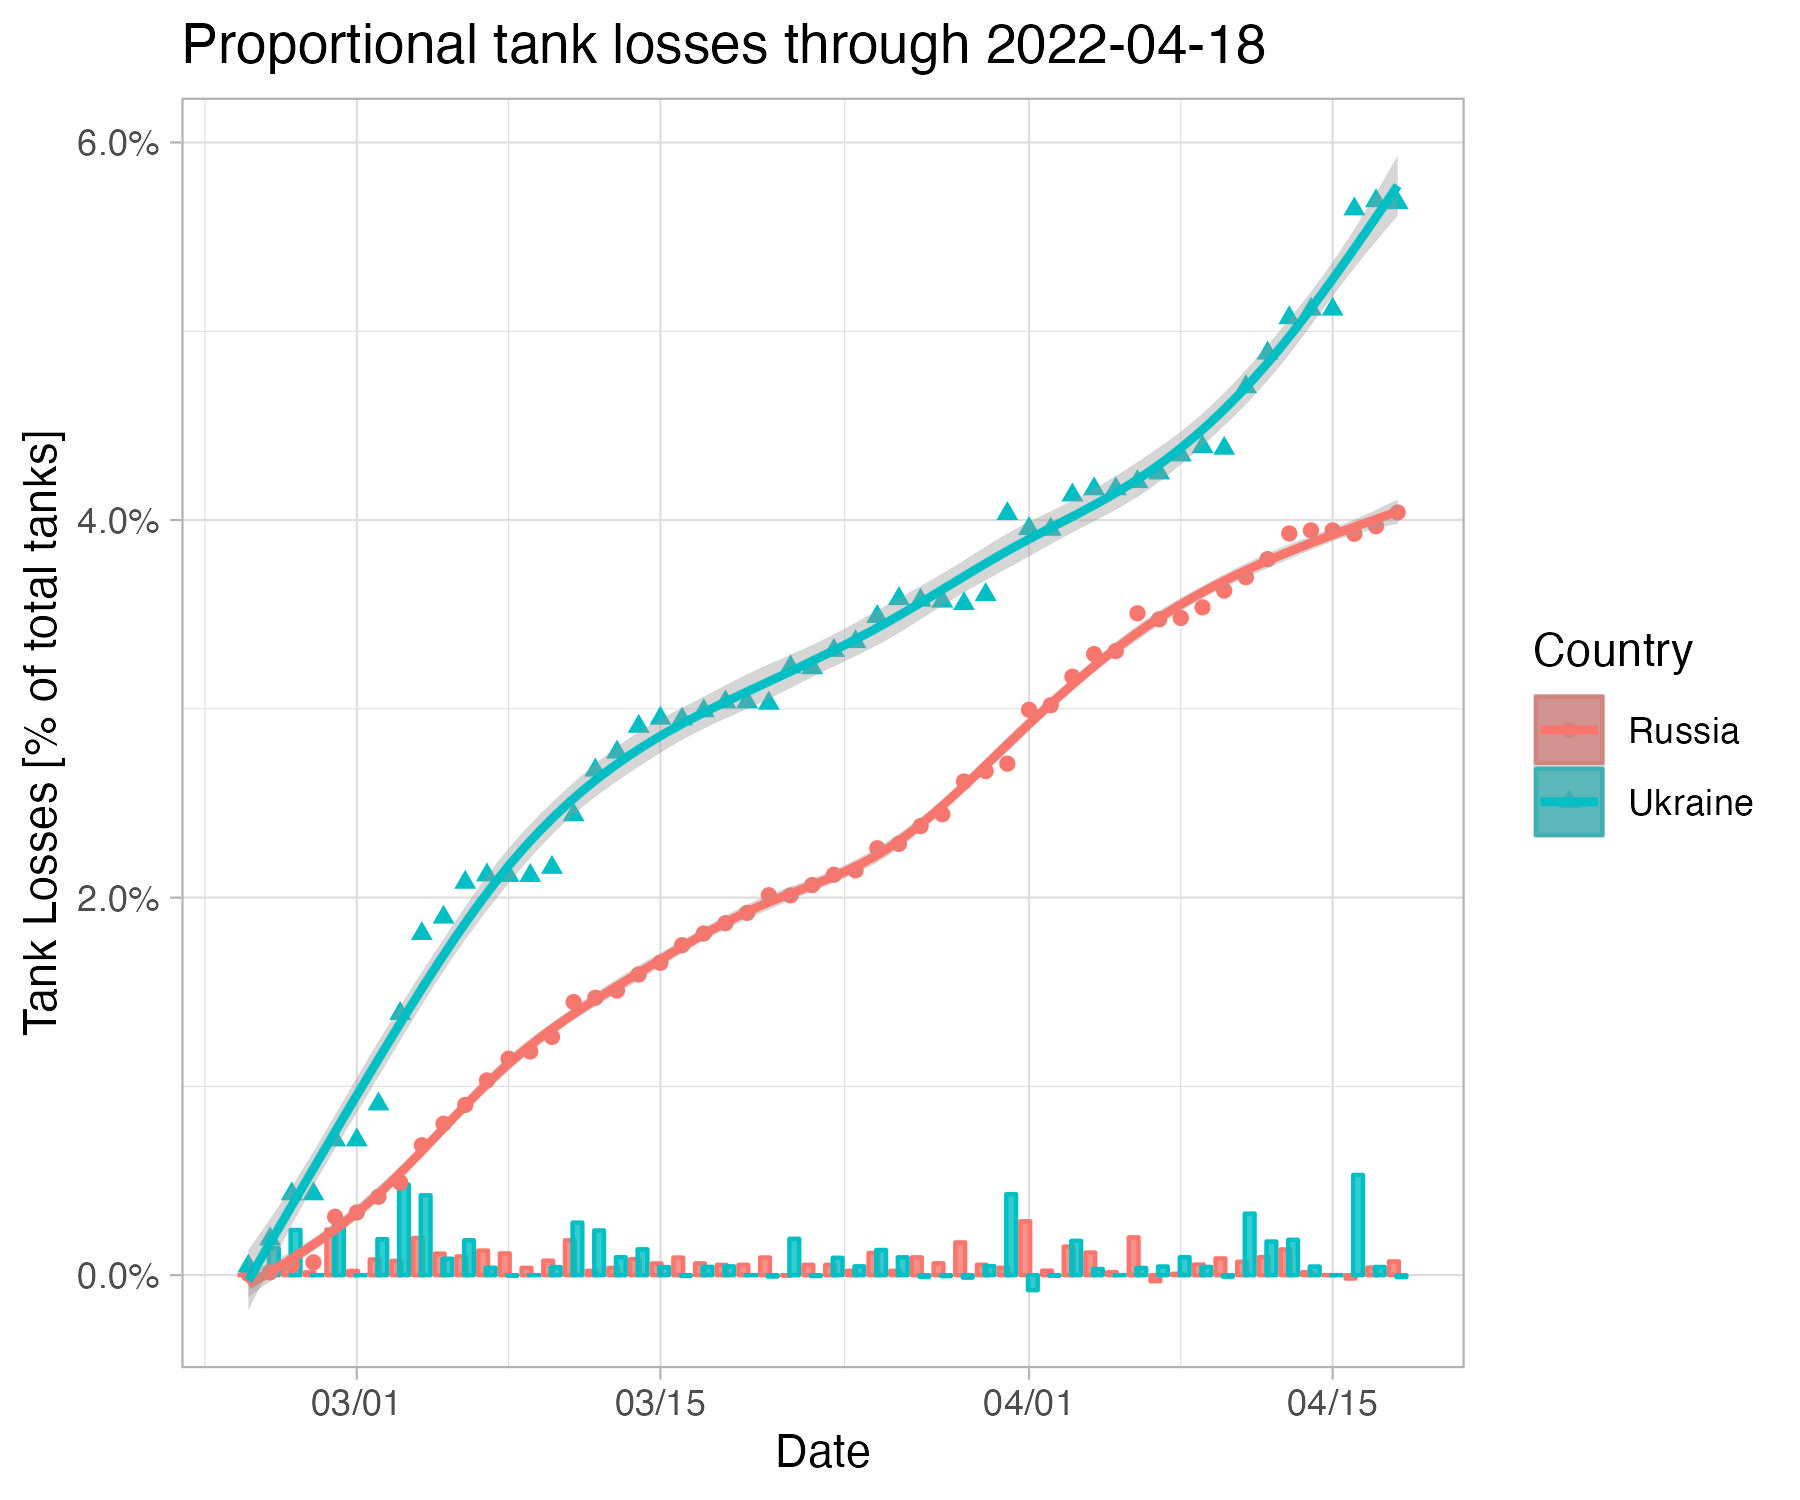 Proportional tank losses through 2022-04-18
Tank Losses [% of total tanks]
6.0%
4.0%
2.0%
0.0%
03/01
03/15
04/01
04/15
Date
Country
Russia
Ukraine